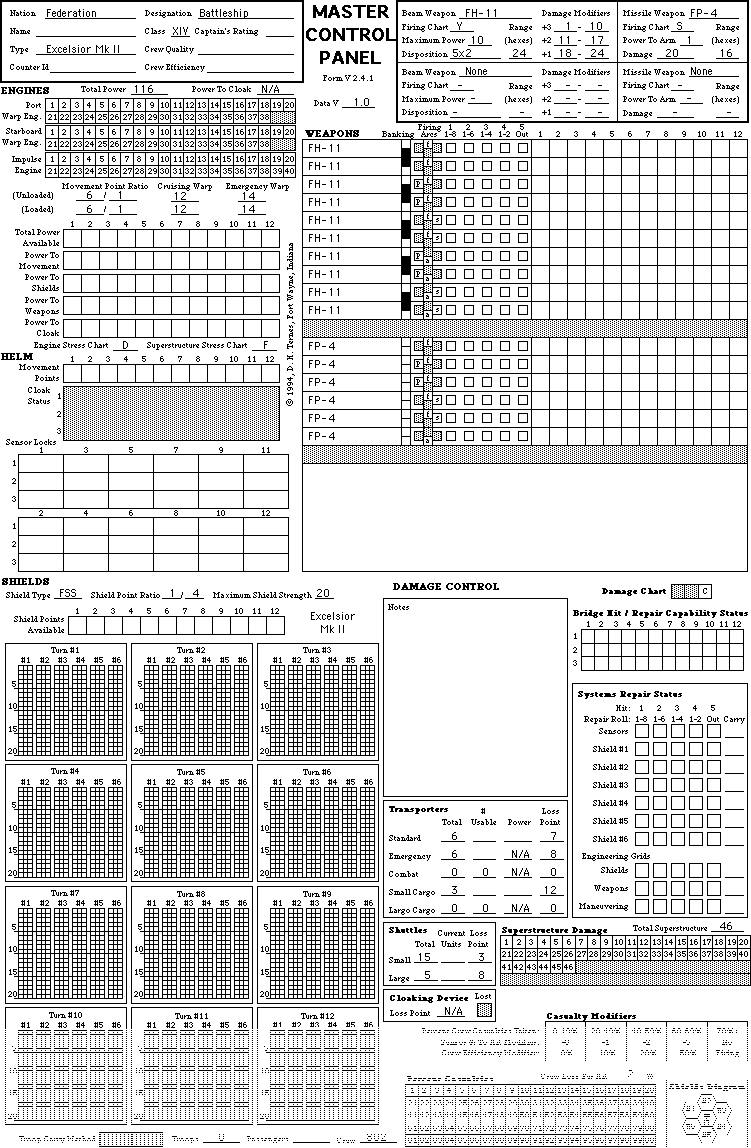 Nation Federation Designation Battleship
Name Class XIV Captain's Rating
Type Excelsior Mk II Crew Quality
Counter Id Crew Efficiency
MASTER
CONTROL
PANEL
Form V 2.4.1
Data V 1.0
Beam Weapon FH-11 Damage Modifiers
Firing Chart Y Range +3 1 - 10
Maximum Power 10 (hexes) +2 11 - 17
Disposition 5x2 24 +1 18 - 24
Missile Weapon FP-4
Firing Chart S Range
Power To Arm 1 (hexes)
Damage 20 16
Beam Weapon None Damage Modifiers
Firing Chart - Range +3 - - -
Maximum Power - (hexes) +2 - - -
Disposition - - +1 - - -
Missile Weapon None
Firing Chart - Range
Power To Arm - (hexes)
Damage - -
ENGINES Total Power 116 Power To Cloak N/A
Port Warp Eng.
1 2 3 4 5 6 7 8 9 10 11 12 13 14 15 16 17 18 19 20
21 22 23 24 25 26 27 28 29 30 31 32 33 34 35 36 37 38
Starboard Warp Eng.
1 2 3 4 5 6 7 8 9 10 11 12 13 14 15 16 17 18 19 20
21 22 23 24 25 26 27 28 29 30 31 32 33 34 35 36 37 38
Impulse Engine
1 2 3 4 5 6 7 8 9 10 11 12 13 14 15 16 17 18 19 20
21 22 23 24 25 26 27 28 29 30 31 32 33 34 35 36 37 38 39 40
Movement Point Ratio Cruising Warp Emergency Warp
(Unloaded) 6 / 1 12 14
(Loaded) 6 / 1 12 14
1 2 3 4 5 6 7 8 9 10 11 12
Total Power Available
Power To Movement
Power To Shields
Power To Weapons
Power To Cloak
Engine Stress Chart D Superstructure Stress Chart F
© 1994, D. H. Ternes, Fort Wayne, Indiana
HELM
1 2 3 4 5 6 7 8 9 10 11 12
Movement Points
Cloak Status 1
2
3
Sensor Locks
1 3 5 7 9 11
1
2
3
2 4 6 8 10 12
1
2
3
WEAPONS Banking Firing Arcs 1 2 3 4 5
1-8 1-6 1-4 1-2 Out 1 2 3 4 5 6 7 8 9 10 11 12
FH-11
FH-11
FH-11
FH-11
FH-11
FH-11
FH-11
FH-11
FH-11
FH-11
FP-4
FP-4
FP-4
FP-4
FP-4
FP-4
SHIELDS
Shield Type FSS Shield Point Ratio 1 / 4 Maximum Shield Strength 20
1 2 3 4 5 6 7 8 9 10 11 12
Shield Points Available
Excelsior
Mk II
Turn #1 Turn #2 Turn #3
#1 #2 #3 #4 #5 #6 #1 #2 #3 #4 #5 #6 #1 #2 #3 #4 #5 #6
5 5 5
10 10 10
15 15 15
20 20 20
Turn #4 Turn #5 Turn #6
#1 #2 #3 #4 #5 #6 #1 #2 #3 #4 #5 #6 #1 #2 #3 #4 #5 #6
5 5 5
10 10 10
15 15 15
20 20 20
Turn #7 Turn #8 Turn #9
#1 #2 #3 #4 #5 #6 #1 #2 #3 #4 #5 #6 #1 #2 #3 #4 #5 #6
5 5 5
10 10 10
15 15 15
20 20 20
Turn #10 Turn #11 Turn #12
#1 #2 #3 #4 #5 #6 #1 #2 #3 #4 #5 #6 #1 #2 #3 #4 #5 #6
DAMAGE CONTROL
Notes
Damage Chart C
Bridge Hit / Repair Capability Status
1 2 3 4 5 6 7 8 9 10 11 12
1
2
3
Systems Repair Status
Hit: 1 2 3 4 5
Repair Roll: 1-8 1-6 1-4 1-2 Out Carry
Sensors
Shield #1
Shield #2
Shield #3
Shield #4
Shield #5
Shield #6
Engineering Grids
Shields
Weapons
Maneuvering
Transporters Total # Usable Power Loss Point
Standard 6 7
Emergency 6 N/A 8
Combat 0 0 N/A 0
Small Cargo 3 12
Large Cargo 0 0 N/A 0
Shuttles Total Current Units Loss Point
Small 15 3
Large 5 8
Cloaking Device Lost
Loss Point N/A
Superstructure Damage Total Superstructure 46
1 2 3 4 5 6 7 8 9 10 11 12 13 14 15 16 17 18 19 20
21 22 23 24 25 26 27 28 29 30 31 32 33 34 35 36 37 38 39 40
41 42 43 44 45 46
Casualty Modifiers